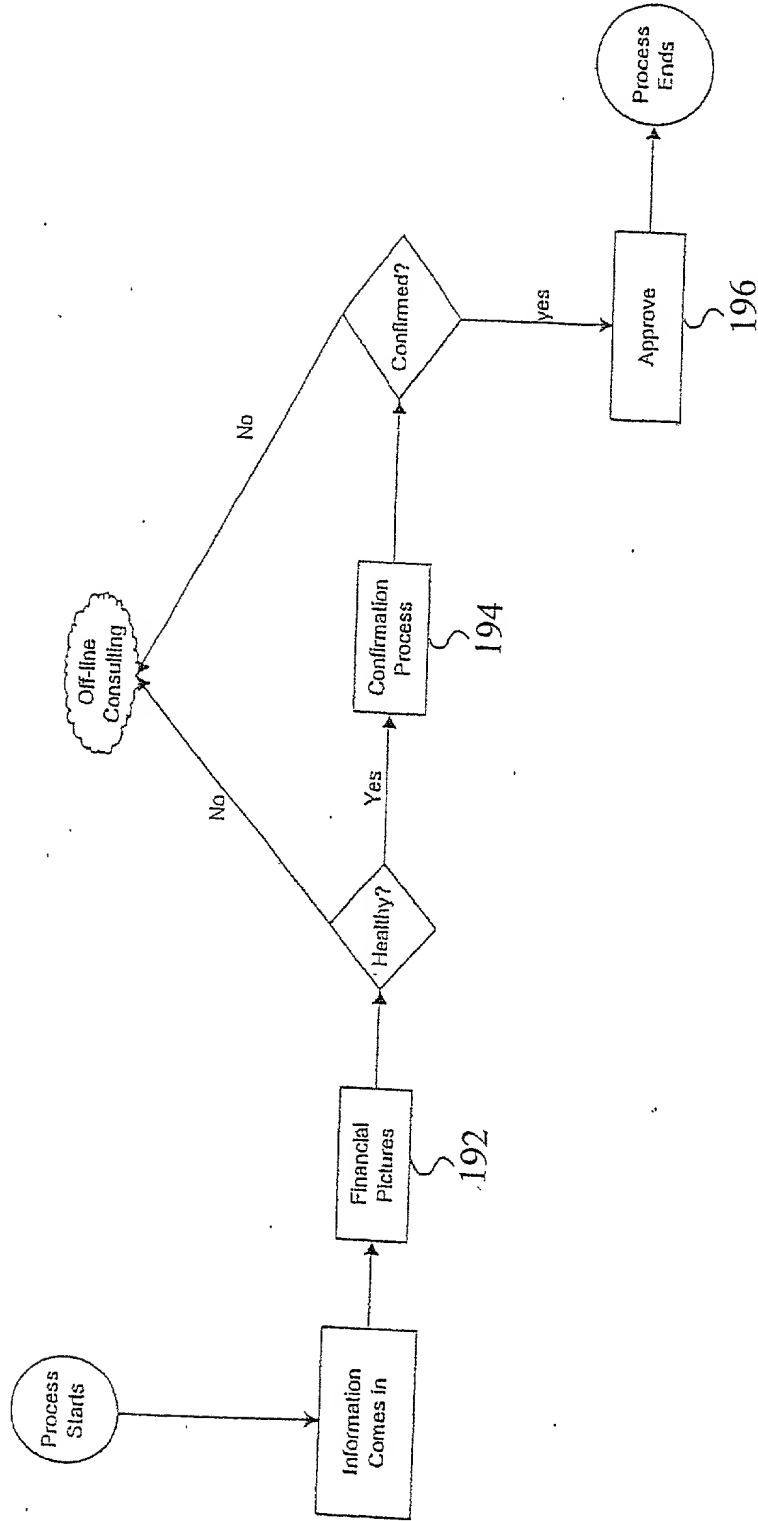 Process
Starts
Information
Comes in
Financial
Pictures
192
Healthy?
No
Yes
Off-line
Consulting
Confirmation
Process
194
No
Confirmed?
yes
Approve
196
Process
Ends